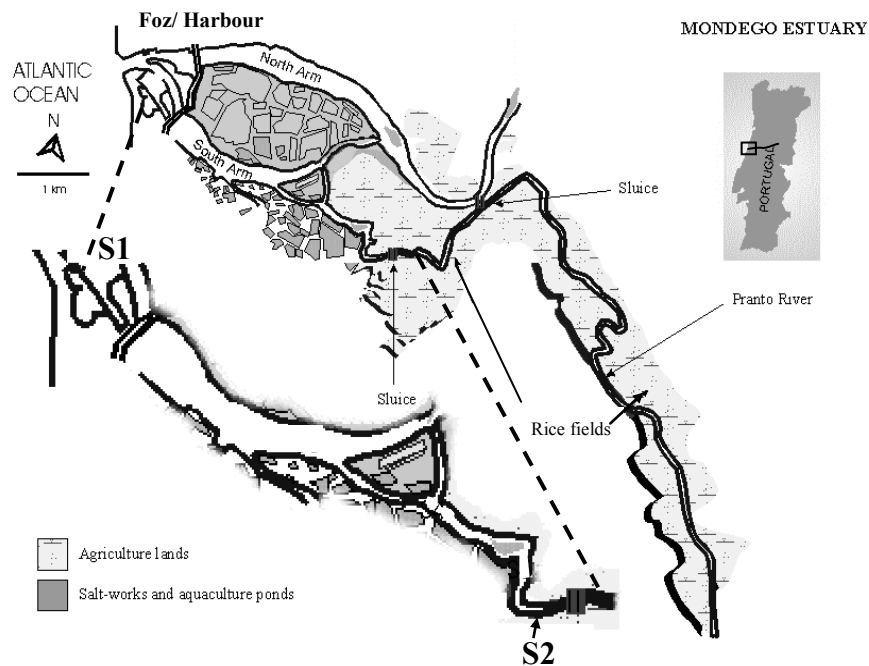 Foz/ Harbour
MONDEGO ESTUARY
ATLANTIC
OCEAN
N
1 km
North Arm
South Arm
PORTUGAL
Sluice
S1
Pranto River
Sluice
Rice fields
Agriculture lands
Salt-works and aquaculture ponds
S2